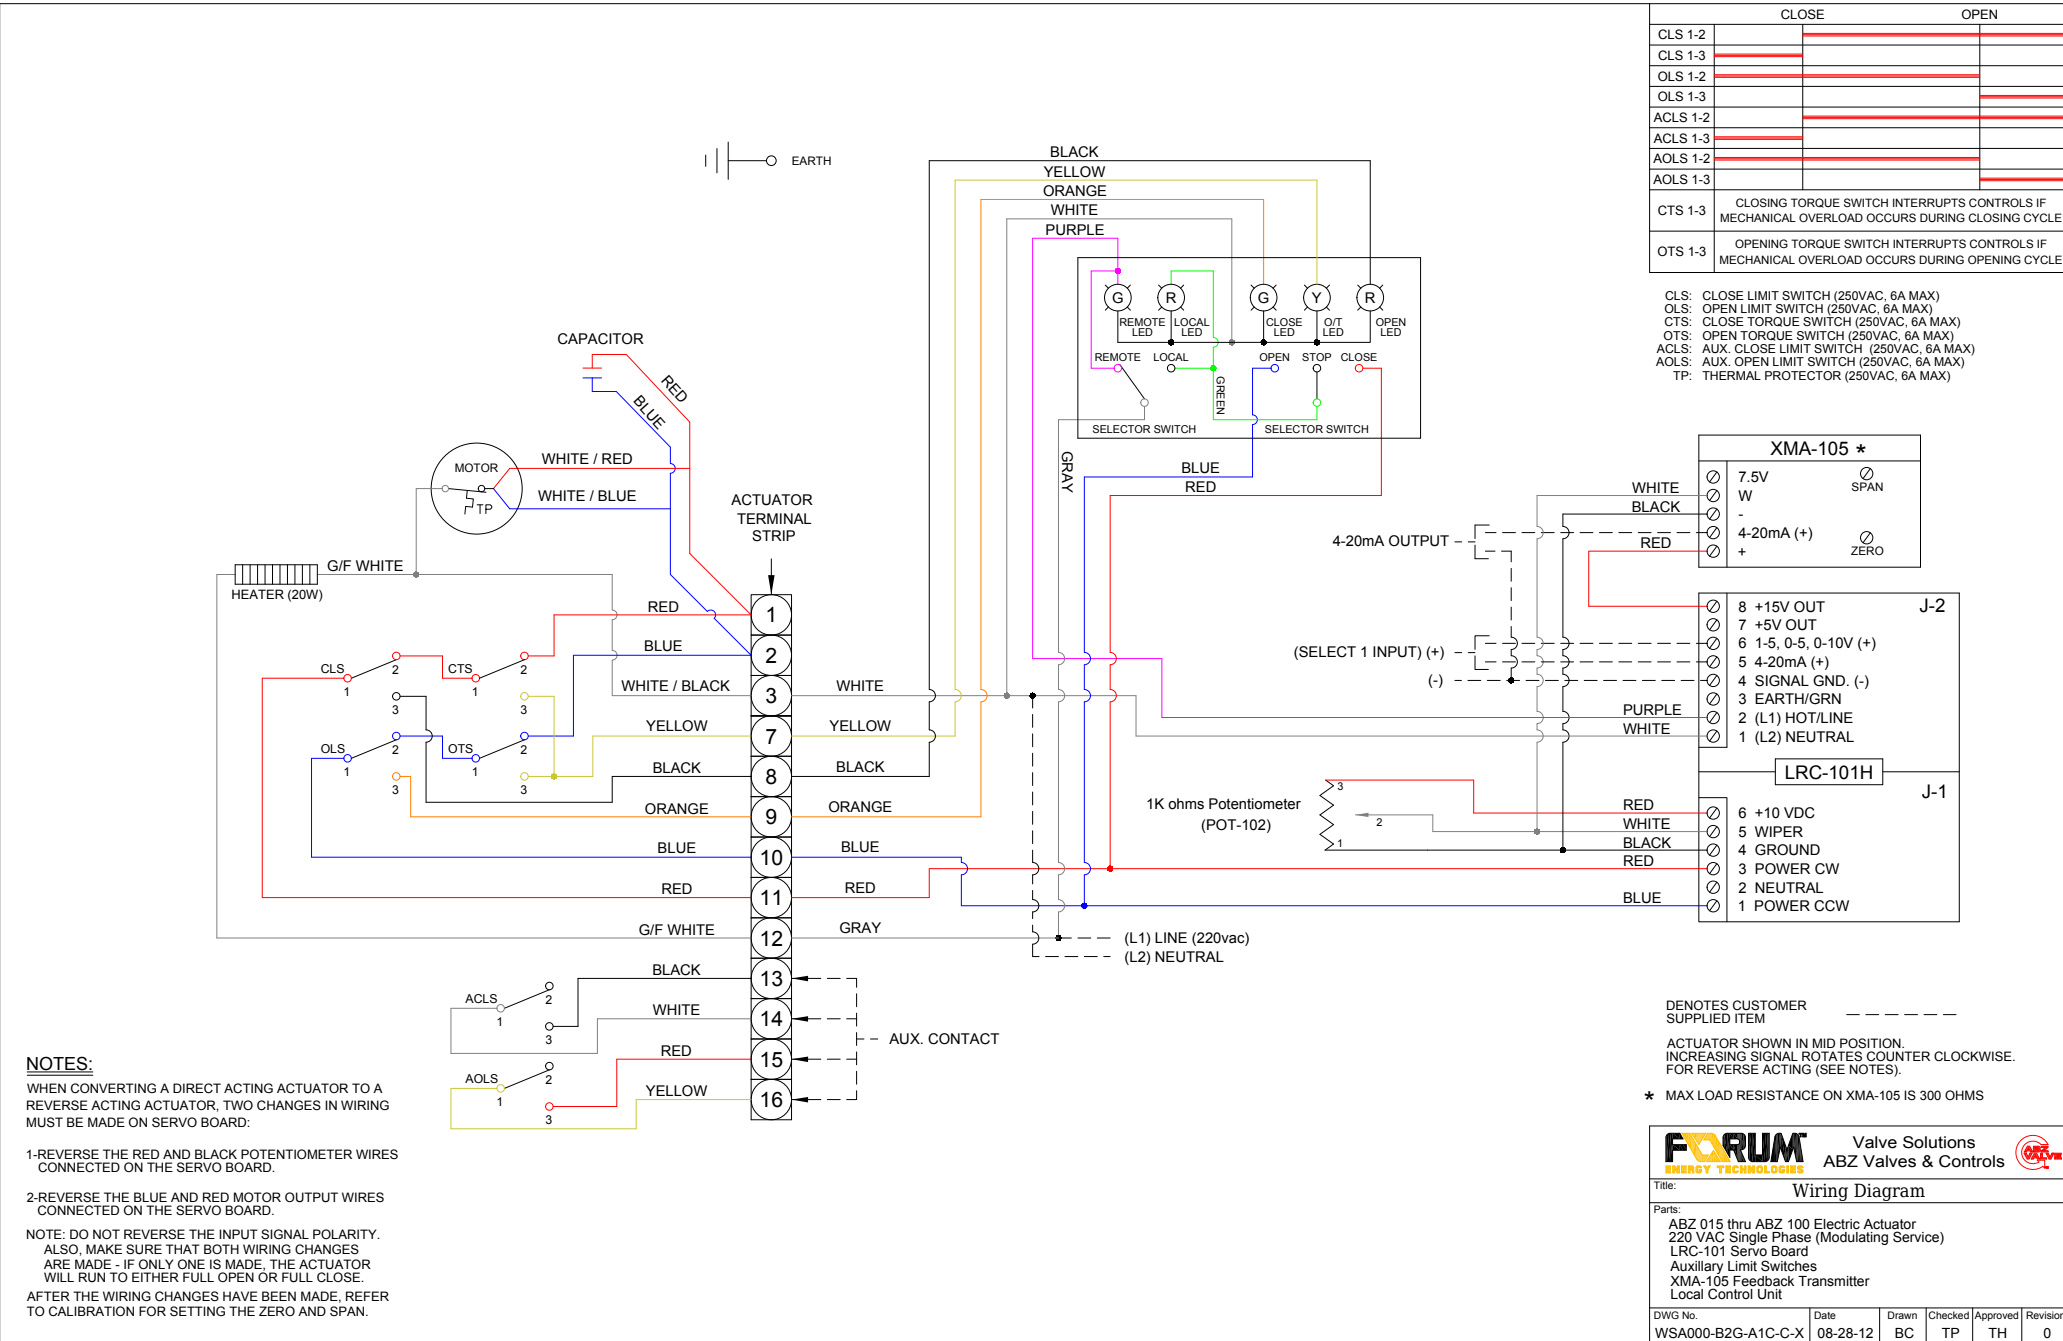 CLOSE OPEN
CLS 1-2
CLS 1-3
OLS 1-2
OLS 1-3
ACLS 1-2
ACLS 1-3
AOLS 1-2
AOLS 1-3
CTS 1-3 CLOSING TORQUE SWITCH INTERRUPTS CONTROLS IF
MECHANICAL OVERLOAD OCCURS DURING CLOSING CYCLE
OTS 1-3 OPENING TORQUE SWITCH INTERRUPTS CONTROLS IF
MECHANICAL OVERLOAD OCCURS DURING OPENING CYCLE
CLS: CLOSE LIMIT SWITCH (250VAC, 6A MAX)
OLS: OPEN LIMIT SWITCH (250VAC, 6A MAX)
CTS: CLOSE TORQUE SWITCH (250VAC, 6A MAX)
OTS: OPEN TORQUE SWITCH (250VAC, 6A MAX)
ACLS: AUX. CLOSE LIMIT SWITCH (250VAC, 6A MAX)
AOLS: AUX. OPEN LIMIT SWITCH (250VAC, 6A MAX)
TP: THERMAL PROTECTOR (250VAC, 6A MAX)
EARTH
BLACK
YELLOW
ORANGE
WHITE
PURPLE
G R G Y R
REMOTE LED
LOCAL LED
CLOSE LED
O/T LED
OPEN LED
REMOTE LOCAL OPEN STOP CLOSE
GREEN
SELECTOR SWITCH SELECTOR SWITCH
GRAY
BLUE
RED
CAPACITOR
RED
BLUE
MOTOR
TP
WHITE / RED
WHITE / BLUE
ACTUATOR
TERMINAL
STRIP
G/F WHITE
HEATER (20W)
RED 1
BLUE 2
WHITE / BLACK 3 WHITE
YELLOW 7 YELLOW
BLACK 8 BLACK
ORANGE 9 ORANGE
BLUE 10 BLUE
RED 11 RED
G/F WHITE 12 GRAY
BLACK 13
WHITE 14
RED 15
YELLOW 16
CLS 1 2 3
CTS 1 2 3
OLS 1 2 3
OTS 1 2 3
ACLS 1 2 3
AOLS 1 2 3
AUX. CONTACT
(L1) LINE (220vac)
(L2) NEUTRAL
XMA-105 *
7.5V
WHITE W
BLACK -
4-20mA (+)
RED +
SPAN
ZERO
4-20mA OUTPUT
(SELECT 1 INPUT) (+)
(-)
J-2
8 +15V OUT
7 +5V OUT
6 1-5, 0-5, 0-10V (+)
5 4-20mA (+)
4 SIGNAL GND. (-)
3 EARTH/GRN
PURPLE 2 (L1) HOT/LINE
WHITE 1 (L2) NEUTRAL
LRC-101H
J-1
1K ohms Potentiometer
(POT-102)
3
2
1
RED 6 +10 VDC
WHITE 5 WIPER
BLACK 4 GROUND
RED 3 POWER CW
2 NEUTRAL
BLUE 1 POWER CCW
DENOTES CUSTOMER
SUPPLIED ITEM
ACTUATOR SHOWN IN MID POSITION.
INCREASING SIGNAL ROTATES COUNTER CLOCKWISE.
FOR REVERSE ACTING (SEE NOTES).
* MAX LOAD RESISTANCE ON XMA-105 IS 300 OHMS
NOTES:
WHEN CONVERTING A DIRECT ACTING ACTUATOR TO A
REVERSE ACTING ACTUATOR, TWO CHANGES IN WIRING
MUST BE MADE ON SERVO BOARD:
1-REVERSE THE RED AND BLACK POTENTIOMETER WIRES
CONNECTED ON THE SERVO BOARD.
2-REVERSE THE BLUE AND RED MOTOR OUTPUT WIRES
CONNECTED ON THE SERVO BOARD.
NOTE: DO NOT REVERSE THE INPUT SIGNAL POLARITY.
ALSO, MAKE SURE THAT BOTH WIRING CHANGES
ARE MADE - IF ONLY ONE IS MADE, THE ACTUATOR
WILL RUN TO EITHER FULL OPEN OR FULL CLOSE.
AFTER THE WIRING CHANGES HAVE BEEN MADE, REFER
TO CALIBRATION FOR SETTING THE ZERO AND SPAN.
FORUM
ENERGY TECHNOLOGIES
Valve Solutions
ABZ Valves & Controls
ABZ VALVE
Title: Wiring Diagram
Parts:
ABZ 015 thru ABZ 100 Electric Actuator
220 VAC Single Phase (Modulating Service)
LRC-101 Servo Board
Auxillary Limit Switches
XMA-105 Feedback Transmitter
Local Control Unit
DWG No. Date Drawn Checked Approved Revision
WSA000-B2G-A1C-C-X 08-28-12 BC TP TH 0